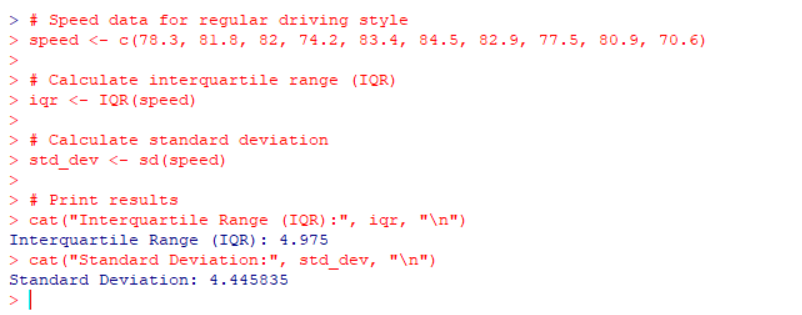 > # Speed data for regular driving style
> speed <- c(78.3, 81.8, 82, 74.2, 83.4, 84.5, 82.9, 77.5, 80.9, 70.6)
>
> # Calculate interquartile range (IQR)
> iqr <- IQR(speed)
>
> # Calculate standard deviation
> std_dev <- sd(speed)
>
> # Print results
> cat("Interquartile Range (IQR):", iqr, "\n")
Interquartile Range (IQR): 4.975
> cat("Standard Deviation:", std_dev, "\n")
Standard Deviation: 4.445835
>